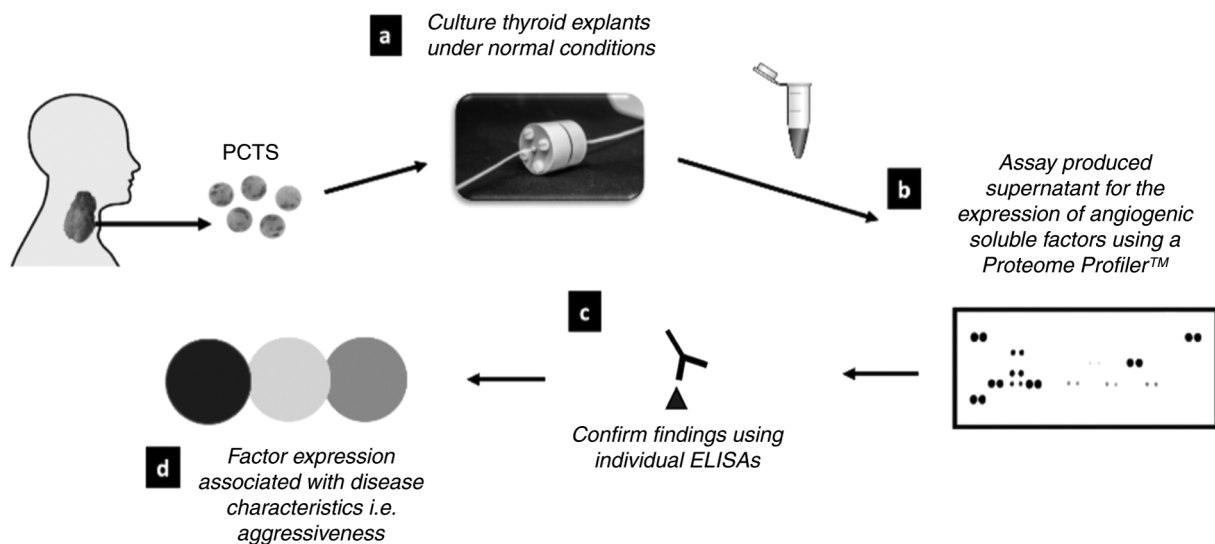 a
Culture thyroid explants
under normal conditions
PCTS
b
Assay produced
supernatant for the
expression of angiogenic
soluble factors using a
Proteome Profiler™
c
Confirm findings using
individual ELISAs
d
Factor expression
associated with disease
characteristics i.e.
aggressiveness